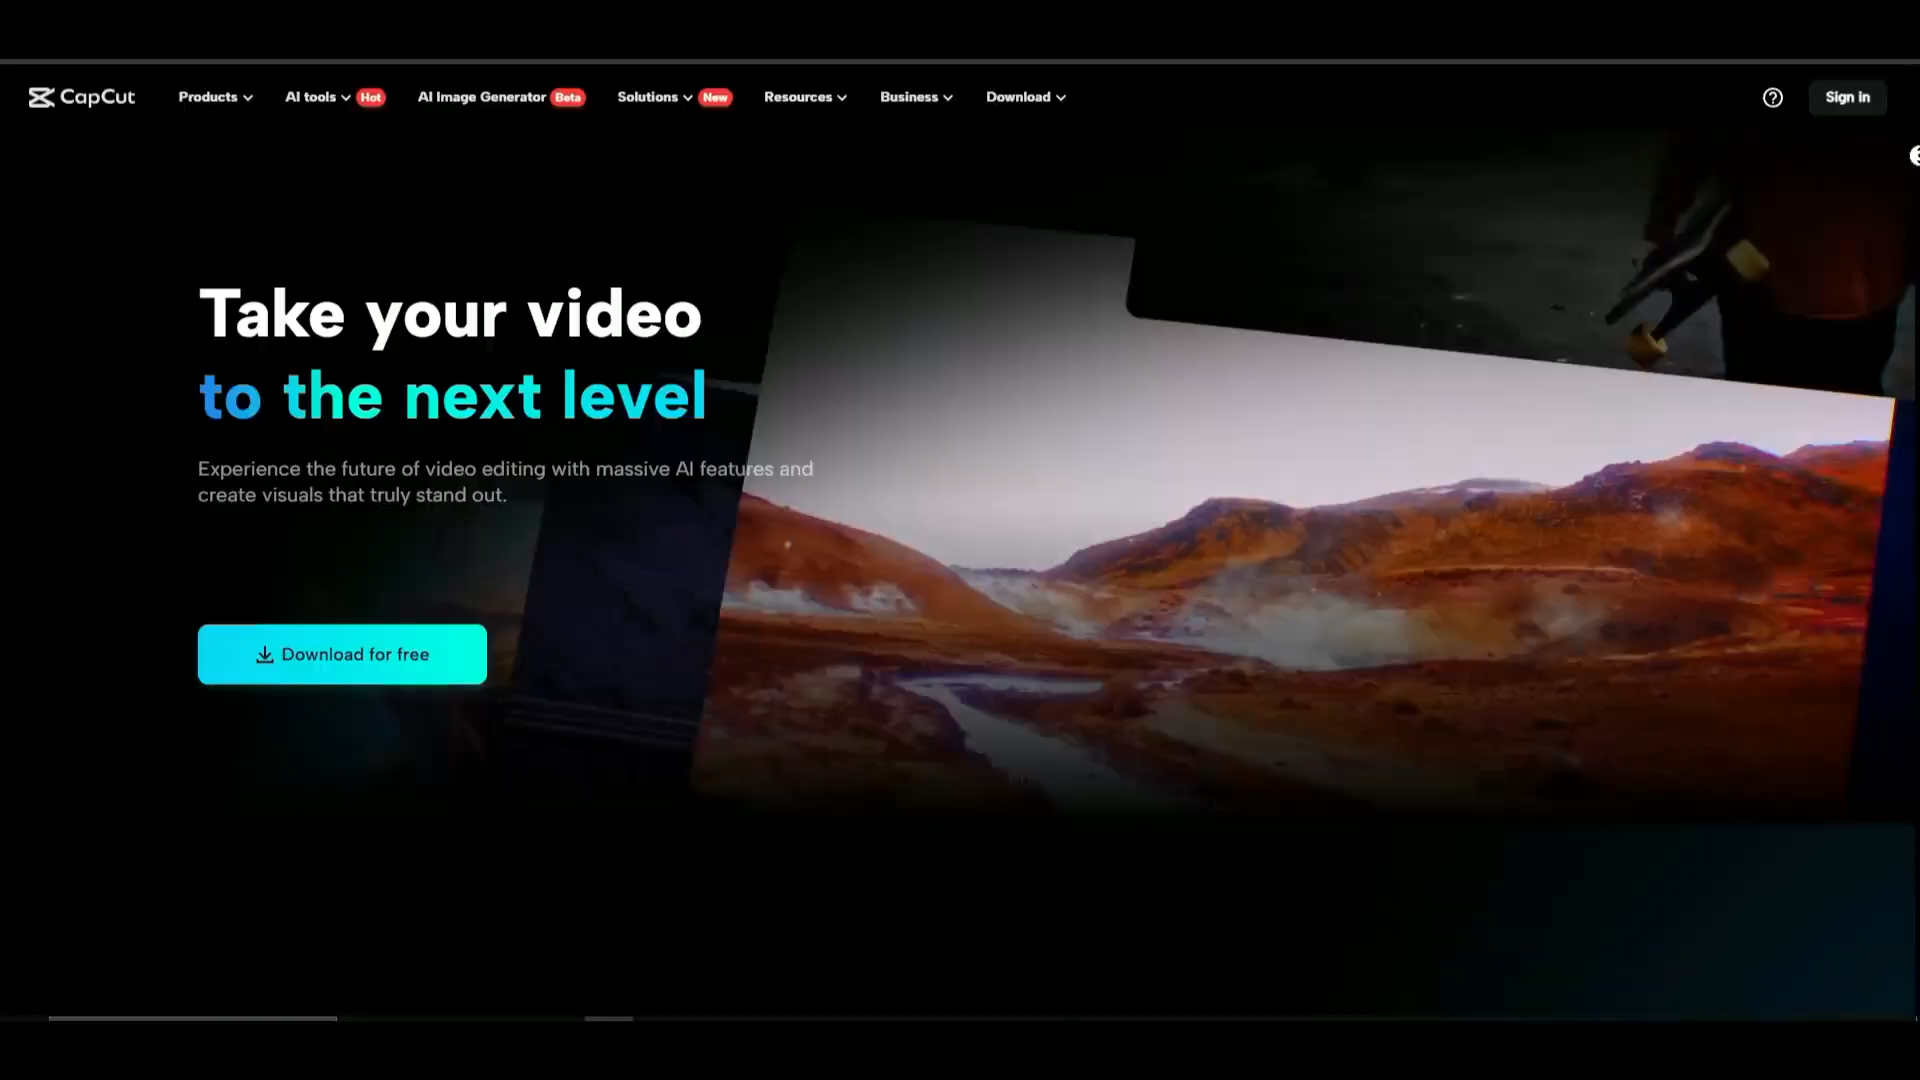 CapCut Products AI tools Hot AI Image Generator Beta Solutions New Resources Business Download Sign in
Take your video
to the next level
Experience the future of video editing with massive AI features and
create visuals that truly stand out.
Download for free